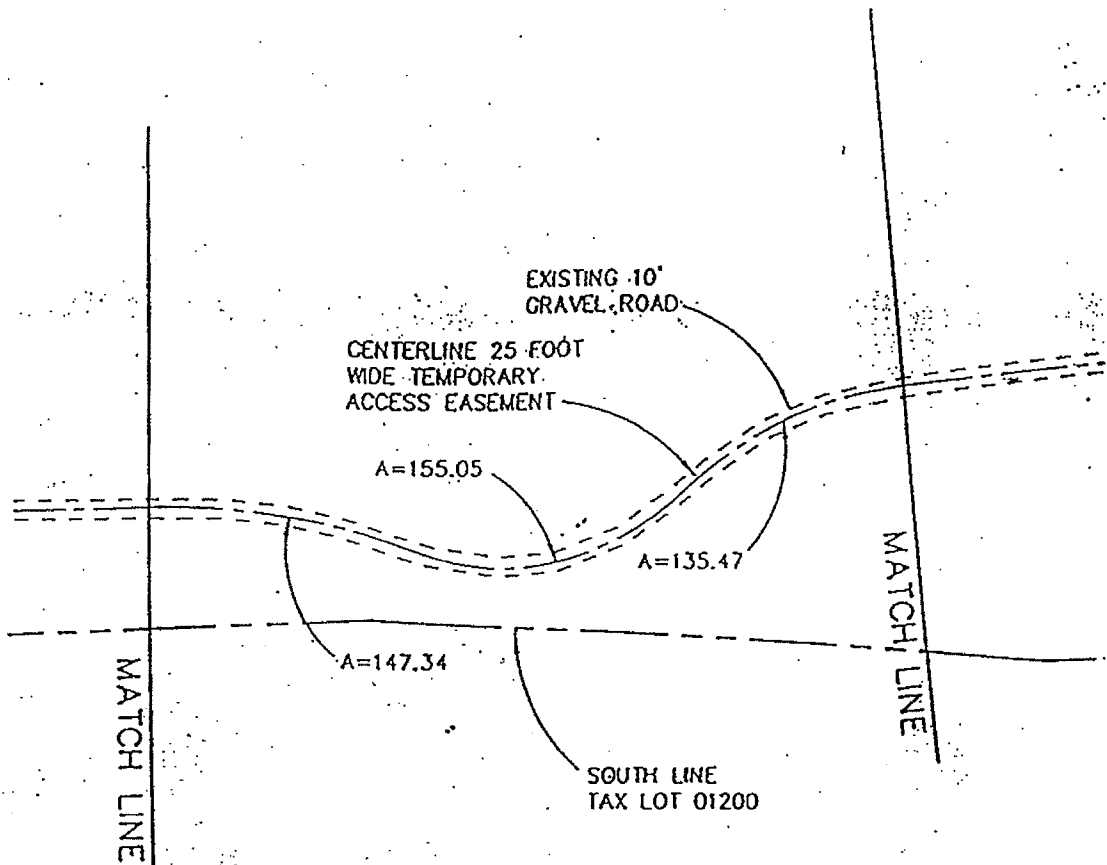 EXISTING 10'
GRAVEL ROAD
CENTERLINE 25 FOOT
WIDE TEMPORARY
ACCESS EASEMENT
A=155.05
A=135.47
A=147.34
MATCH LINE
MATCH LINE
SOUTH LINE
TAX LOT 01200